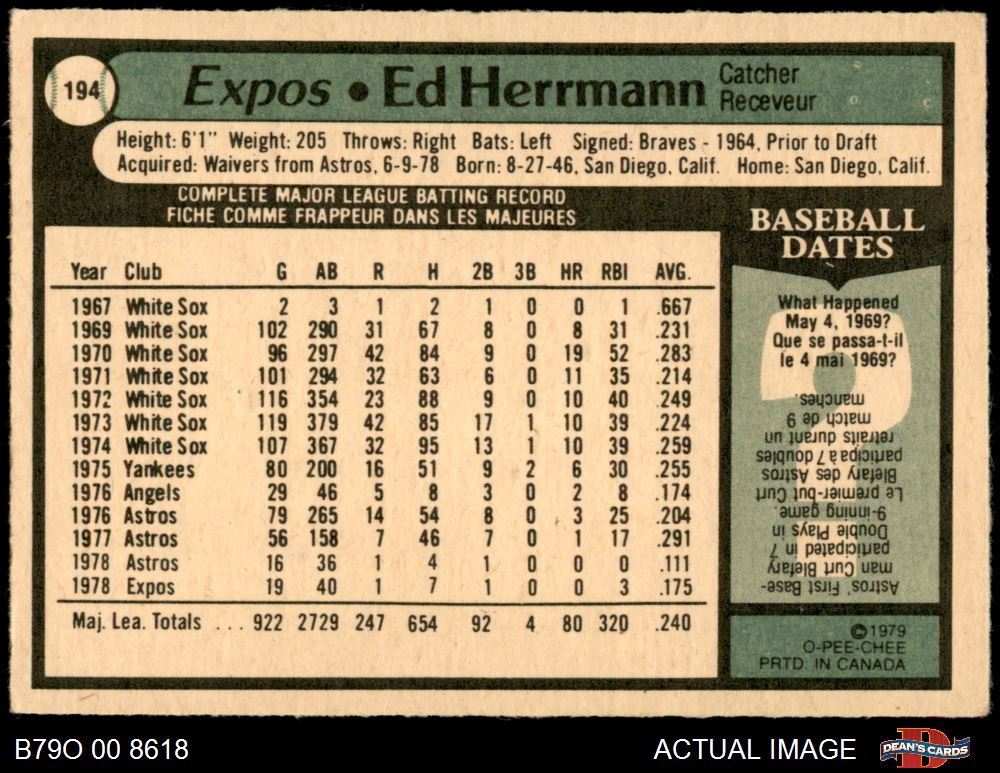 194
Expos • Ed Herrmann Catcher
Receveur
Height: 6'1" Weight: 205 Throws: Right Bats: Left Signed: Braves - 1964, Prior to Draft
Acquired: Waivers from Astros, 6-9-78 Born: 8-27-46, San Diego, Calif. Home: San Diego, Calif.
COMPLETE MAJOR LEAGUE BATTING RECORD
FICHE COMME FRAPPEUR DANS LES MAJEURES
Year Club G AB R H 2B 3B HR RBI AVG.
1967 White Sox 2 3 1 2 1 0 0 1 .667
1969 White Sox 102 290 31 67 8 0 8 31 .231
1970 White Sox 96 297 42 84 9 0 19 52 .283
1971 White Sox 101 294 32 63 6 0 11 35 .214
1972 White Sox 116 354 23 88 9 0 10 40 .249
1973 White Sox 119 379 42 85 17 1 10 39 .224
1974 White Sox 107 367 32 95 13 1 10 39 .259
1975 Yankees 80 200 16 51 9 2 6 30 .255
1976 Angels 29 46 5 8 3 0 2 8 .174
1976 Astros 79 265 14 54 8 0 3 25 .204
1977 Astros 56 158 7 46 7 0 1 17 .291
1978 Astros 16 36 1 4 1 0 0 0 .111
1978 Expos 19 40 1 7 1 0 0 3 .175
Maj. Lea. Totals ... 922 2729 247 654 92 4 80 320 .240
BASEBALL
DATES
What Happened
May 4, 1969?
Que se passa-t-il
le 4 mai 1969?
Astros' First Base-
man Curt Blefary
participated in 7
Double Plays in
9-inning game.
Le premier-but Curt
Blefary des Astros
participa à 7 doubles
retraits durant un
match de 9
manches.
©1979
O-PEE-CHEE
PRTD. IN CANADA
B79O 00 8618
ACTUAL IMAGE
DEAN'S CARDS